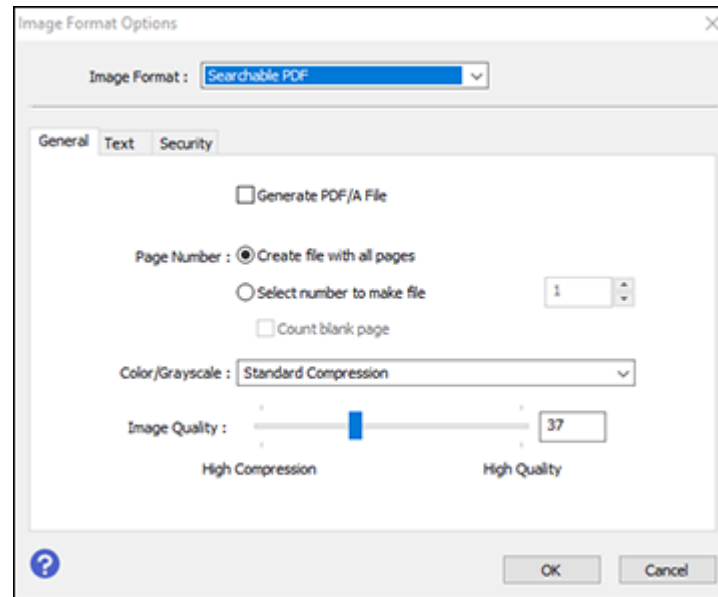 Image Format Options
Image Format : Searchable PDF
General Text Security
Generate PDF/A File
Page Number : Create file with all pages
Select number to make file 1
Count blank page
Color/Grayscale : Standard Compression
Image Quality : 37
High Compression High Quality
?
OK Cancel